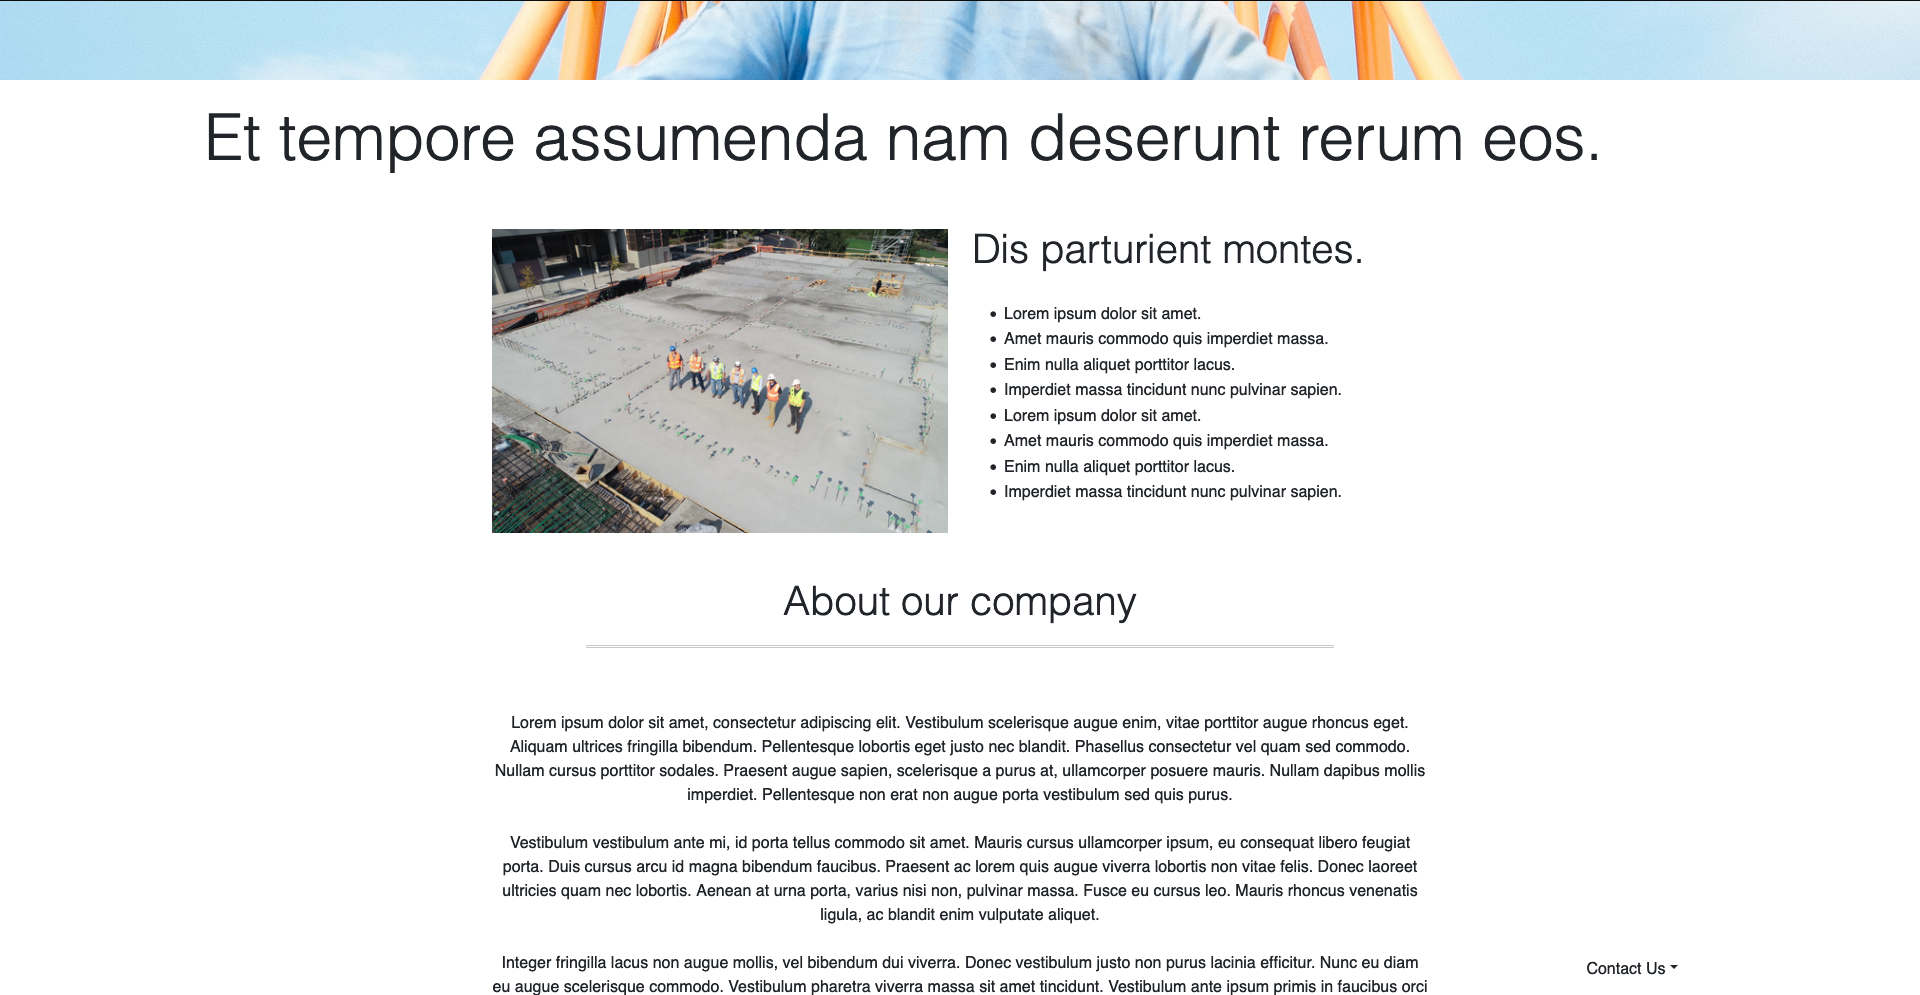 Et tempore assumenda nam deserunt rerum eos.
Dis parturient montes.
Lorem ipsum dolor sit amet.
Amet mauris commodo quis imperdiet massa.
Enim nulla aliquet porttitor lacus.
Imperdiet massa tincidunt nunc pulvinar sapien.
Lorem ipsum dolor sit amet.
Amet mauris commodo quis imperdiet massa.
Enim nulla aliquet porttitor lacus.
Imperdiet massa tincidunt nunc pulvinar sapien.
About our company
Lorem ipsum dolor sit amet, consectetur adipiscing elit. Vestibulum scelerisque augue enim, vitae porttitor augue rhoncus eget.
Aliquam ultrices fringilla bibendum. Pellentesque lobortis eget justo nec blandit. Phasellus consectetur vel quam sed commodo.
Nullam cursus porttitor sodales. Praesent augue sapien, scelerisque a purus at, ullamcorper posuere mauris. Nullam dapibus mollis
imperdiet. Pellentesque non erat non augue porta vestibulum sed quis purus.
Vestibulum vestibulum ante mi, id porta tellus commodo sit amet. Mauris cursus ullamcorper ipsum, eu consequat libero feugiat
porta. Duis cursus arcu id magna bibendum faucibus. Praesent ac lorem quis augue viverra lobortis non vitae felis. Donec laoreet
ultricies quam nec lobortis. Aenean at urna porta, varius nisi non, pulvinar massa. Fusce eu cursus leo. Mauris rhoncus venenatis
ligula, ac blandit enim vulputate aliquet.
Integer fringilla lacus non augue mollis, vel bibendum dui viverra. Donec vestibulum justo non purus lacinia efficitur. Nunc eu diam
eu augue scelerisque commodo. Vestibulum pharetra viverra massa sit amet tincidunt. Vestibulum ante ipsum primis in faucibus orci
Contact Us